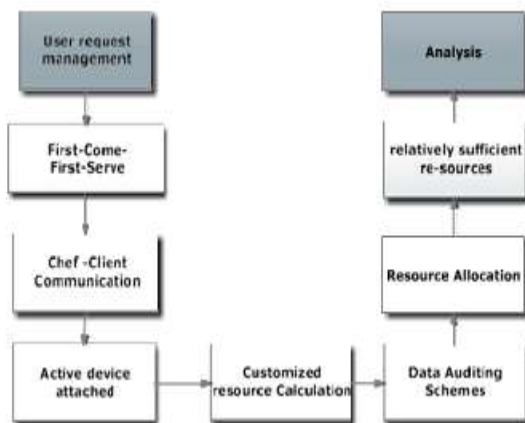 User request
management
First-Come-
First-Serve
Chef -Client
Communication
Active device
attached
Customized
resource Calculation
Data Auditing
Schemes
Resource Allocation
relatively sufficient
re-sources
Analysis